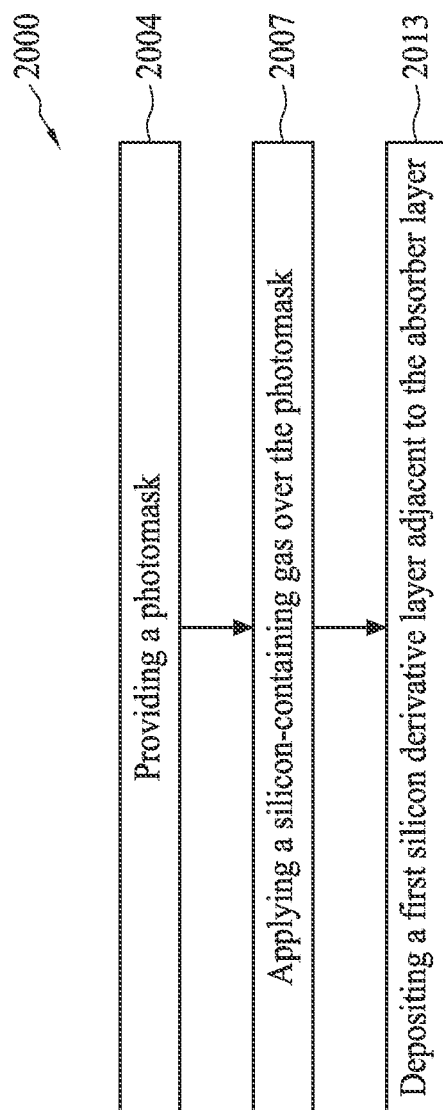 2000
Providing a photomask
2004
Applying a silicon-containing gas over the photomask
2007
Depositing a first silicon derivative layer adjacent to the absorber layer
2013